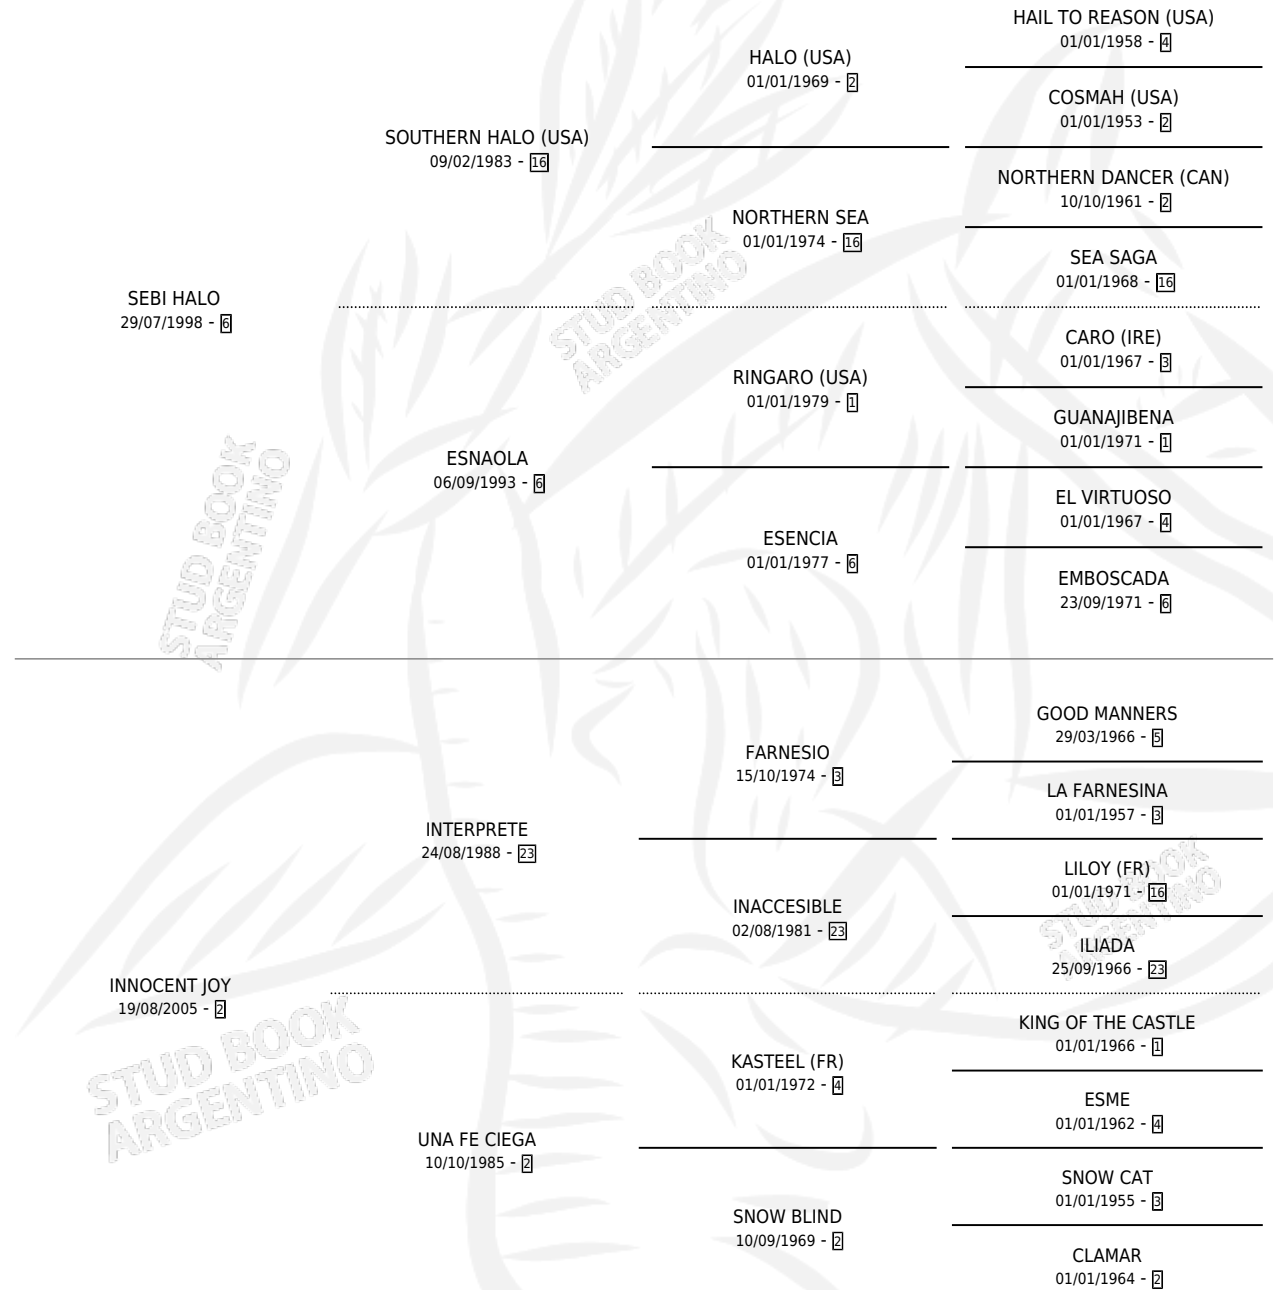 HAIL TO REASON (USA)
01/01/1958 - 4
HALO (USA)
01/01/1969 - 2
COSMAH (USA)
01/01/1953 - 2
SOUTHERN HALO (USA)
09/02/1983 - 16
NORTHERN DANCER (CAN)
10/10/1961 - 2
NORTHERN SEA
01/01/1974 - 16
SEA SAGA
01/01/1968 - 16
SEBI HALO
29/07/1998 - 6
STUD BOOK
ARGENTINO
CARO (IRE)
01/01/1967 - 3
RINGARO (USA)
01/01/1979 - 1
GUANAJIBENA
01/01/1971 - 1
ESNAOLA
06/09/1993 - 6
EL VIRTUOSO
01/01/1967 - 4
ESENCIA
01/01/1977 - 6
EMBOSCADA
23/09/1971 - 6
STUD BOOK
ARGENTINO
GOOD MANNERS
29/03/1966 - 5
FARNESIO
15/10/1974 - 3
LA FARNESINA
01/01/1957 - 3
INTERPRETE
24/08/1988 - 23
LILOY (FR)
01/01/1971 - 16
INACCESIBLE
02/08/1981 - 23
STUD BOOK
ARGENTINO
ILIADA
25/09/1966 - 23
INNOCENT JOY
19/08/2005 - 2
STUD BOOK
ARGENTINO
KING OF THE CASTLE
01/01/1966 - 1
KASTEEL (FR)
01/01/1972 - 4
ESME
01/01/1962 - 4
UNA FE CIEGA
10/10/1985 - 2
SNOW CAT
01/01/1955 - 3
SNOW BLIND
10/09/1969 - 2
CLAMAR
01/01/1964 - 2